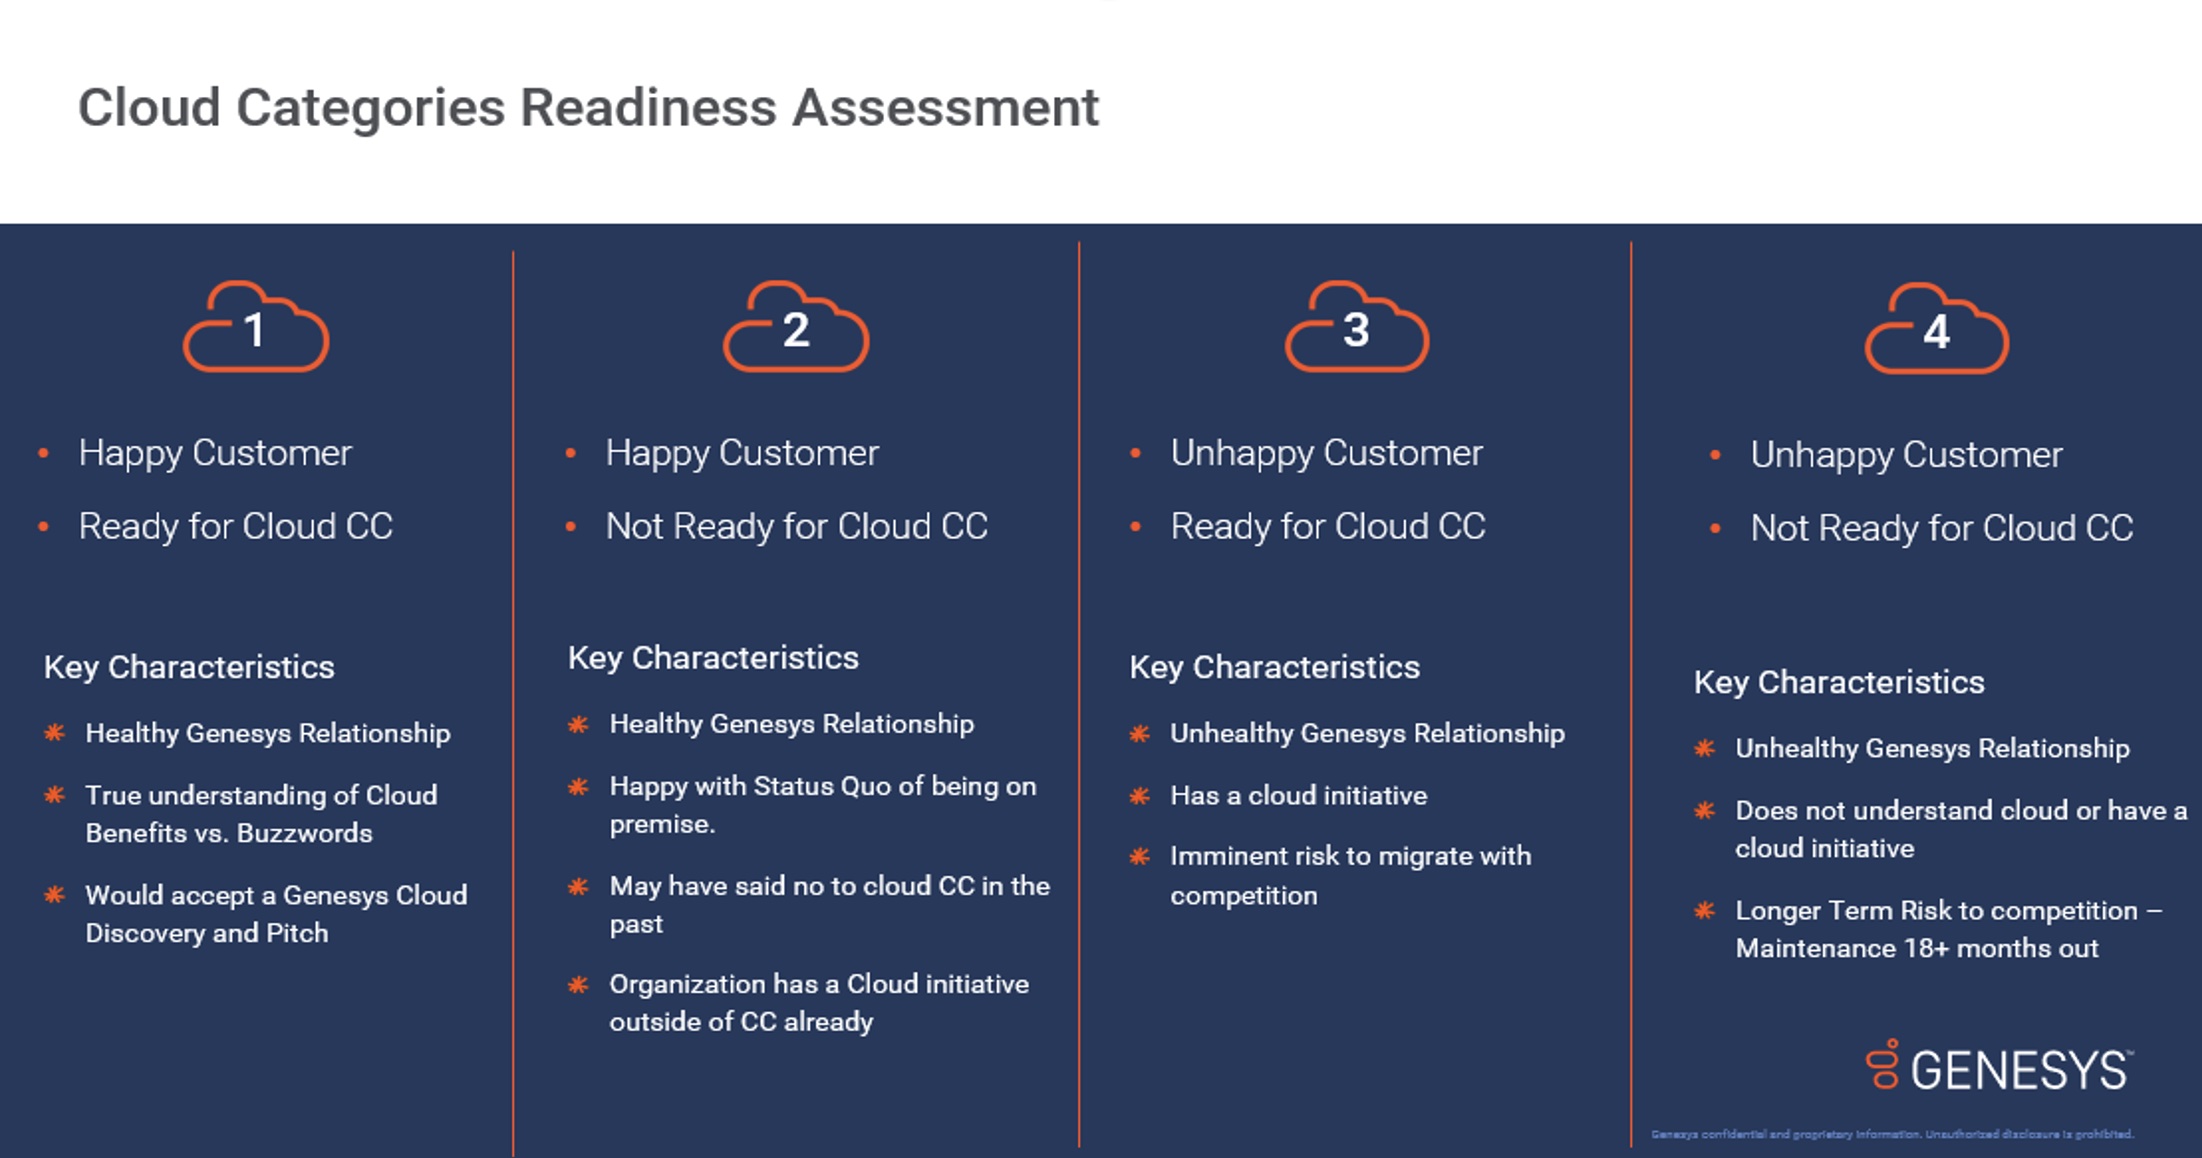 Cloud Categories Readiness Assessment
1
Happy Customer
Ready for Cloud CC
Key Characteristics
Healthy Genesys Relationship
True understanding of Cloud
Benefits vs. Buzzwords
Would accept a Genesys Cloud
Discovery and Pitch
2
Happy Customer
Not Ready for Cloud CC
Key Characteristics
Healthy Genesys Relationship
Happy with Status Quo of being on
premise.
May have said no to cloud CC in the
past
Organization has a Cloud initiative
outside of CC already
3
Unhappy Customer
Ready for Cloud CC
Key Characteristics
Unhealthy Genesys Relationship
Has a cloud initiative
Imminent risk to migrate with
competition
4
Unhappy Customer
Not Ready for Cloud CC
Key Characteristics
Unhealthy Genesys Relationship
Does not understand cloud or have a
cloud initiative
Longer Term Risk to competition –
Maintenance 18+ months out
GENESYS™
Genesys confidential and proprietary information. Unauthorized disclosure is prohibited.